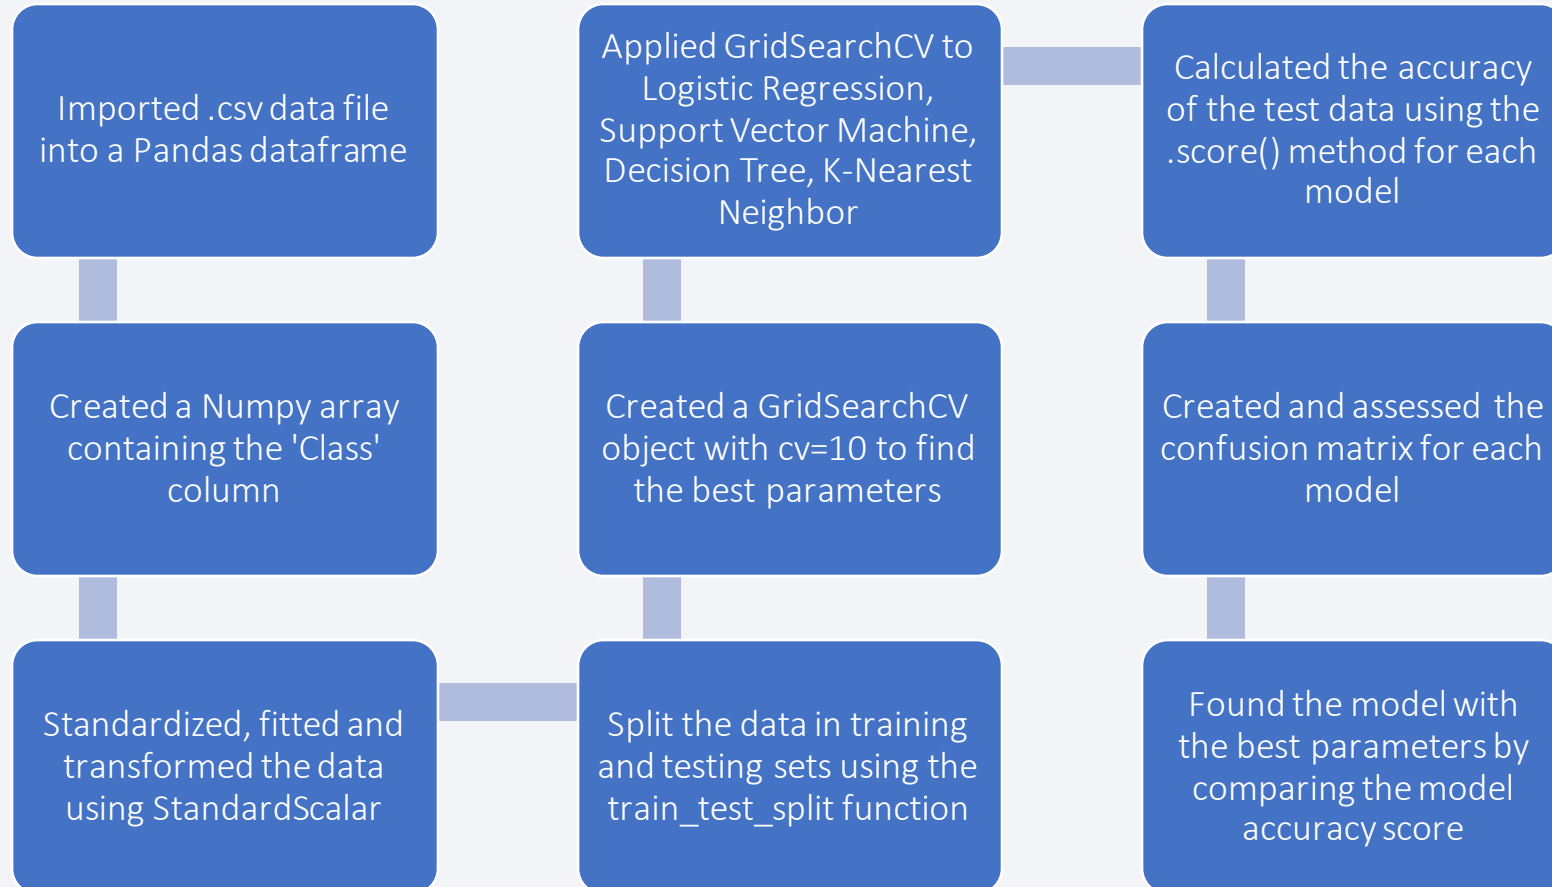 Imported .csv data file
into a Pandas dataframe
Created a Numpy array
containing the 'Class'
column
Standardized, fitted and
transformed the data
using StandardScalar
Split the data in training
and testing sets using the
train_test_split function
Created a GridSearchCV
object with cv=10 to find
the best parameters
Applied GridSearchCV to
Logistic Regression,
Support Vector Machine,
Decision Tree, K-Nearest
Neighbor
Calculated the accuracy
of the test data using the
.score() method for each
model
Created and assessed the
confusion matrix for each
model
Found the model with
the best parameters by
comparing the model
accuracy score